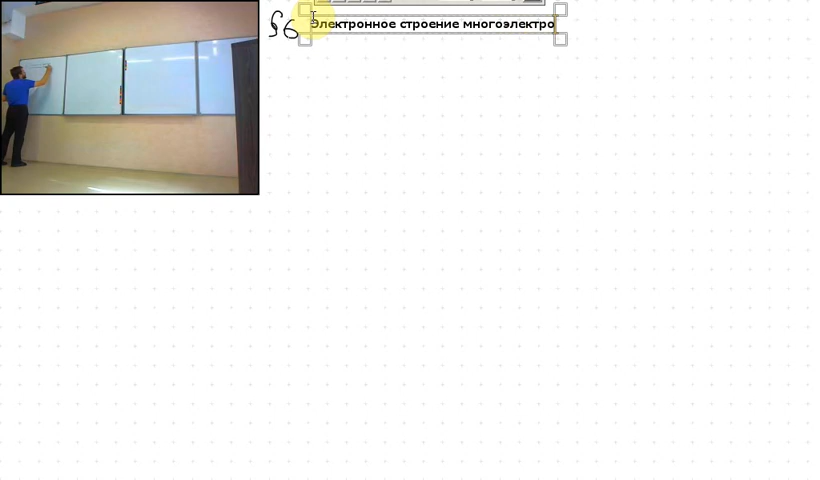 §6 Электронное строение многоэлектро